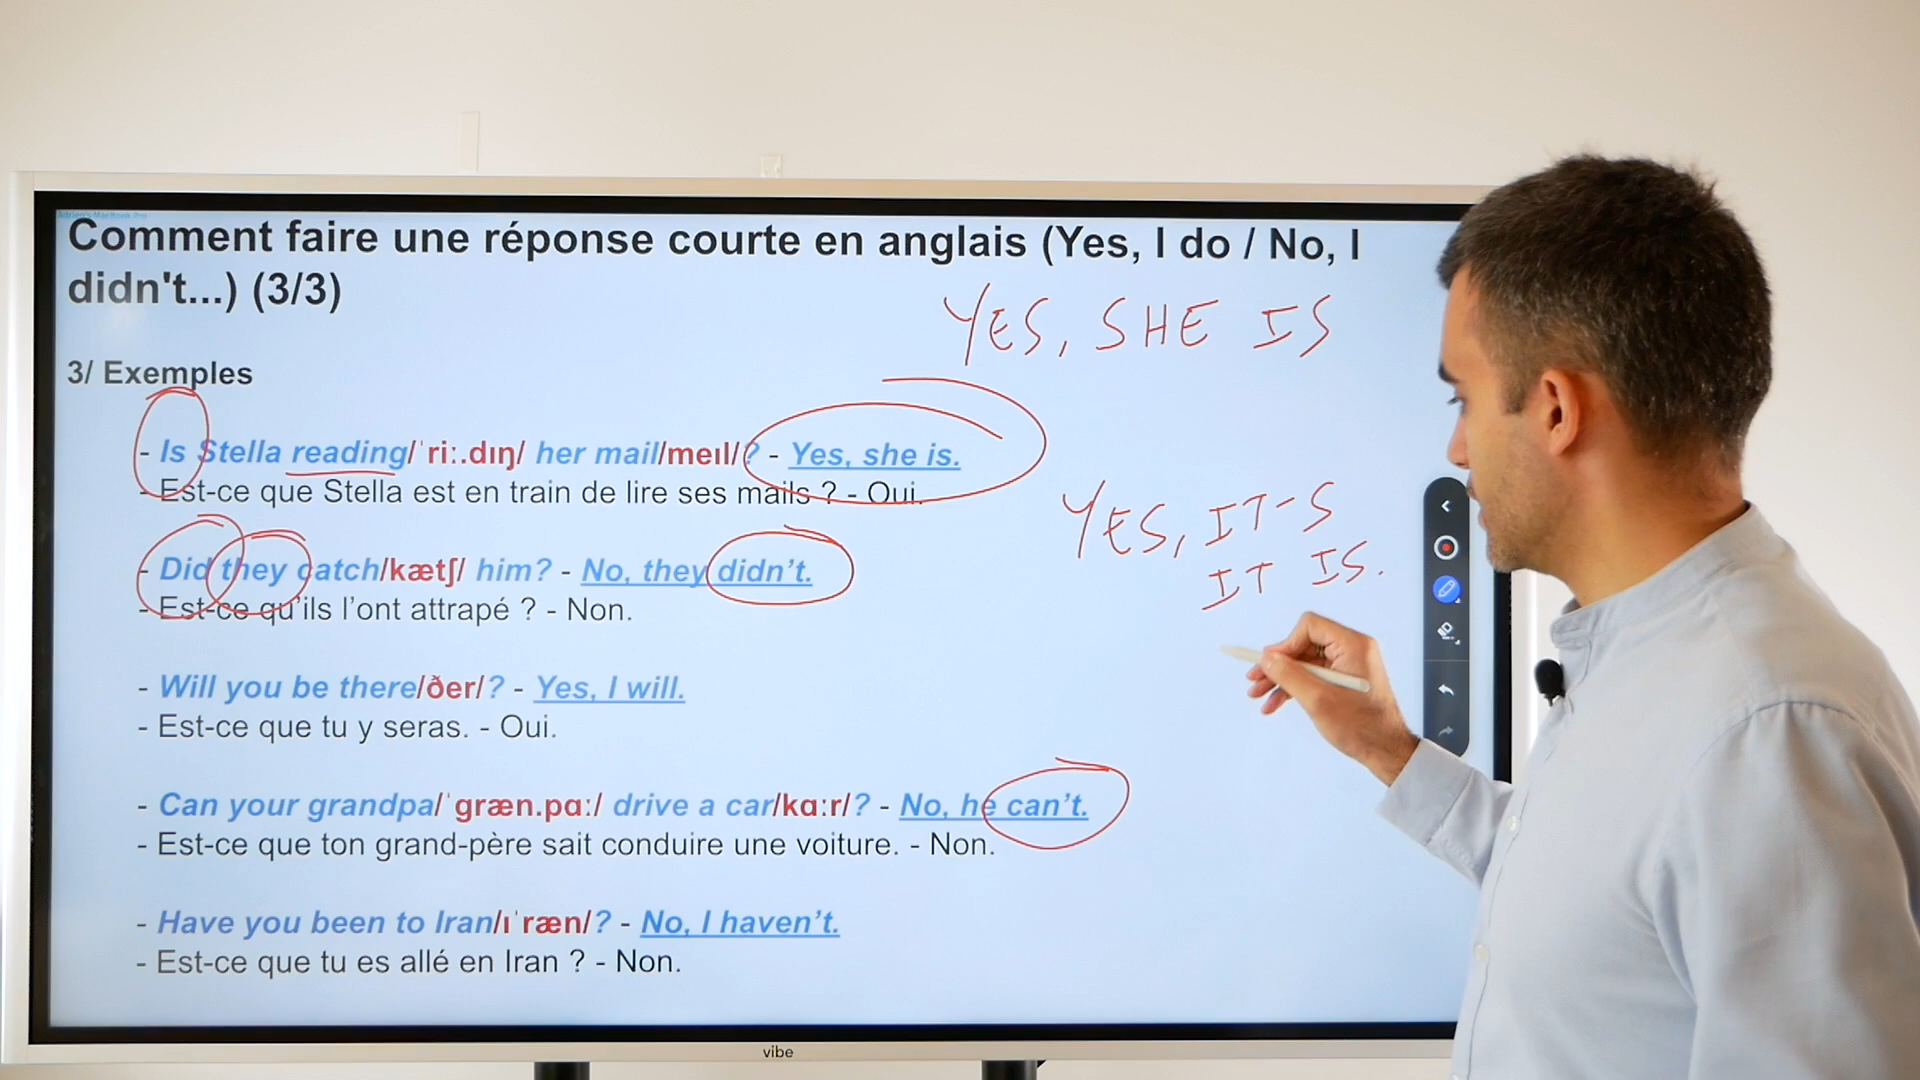 Adrien's MacBook Pro
Comment faire une réponse courte en anglais (Yes, I do / No, I
didn't...) (3/3)
YES, SHE IS
3/ Exemples
- Is Stella reading/ˈriː.dɪŋ/ her mail/meɪl/? - Yes, she is.
- Est-ce que Stella est en train de lire ses mails ? - Oui.
YES, IT-S
IT IS.
- Did they catch/kætʃ/ him? - No, they didn't.
- Est-ce qu'ils l'ont attrapé ? - Non.
- Will you be there/ðer/? - Yes, I will.
- Est-ce que tu y seras. - Oui.
- Can your grandpa/ˈɡræn.pɑː/ drive a car/kɑːr/? - No, he can't.
- Est-ce que ton grand-père sait conduire une voiture. - Non.
- Have you been to Iran/ɪˈræn/? - No, I haven't.
- Est-ce que tu es allé en Iran ? - Non.
vibe